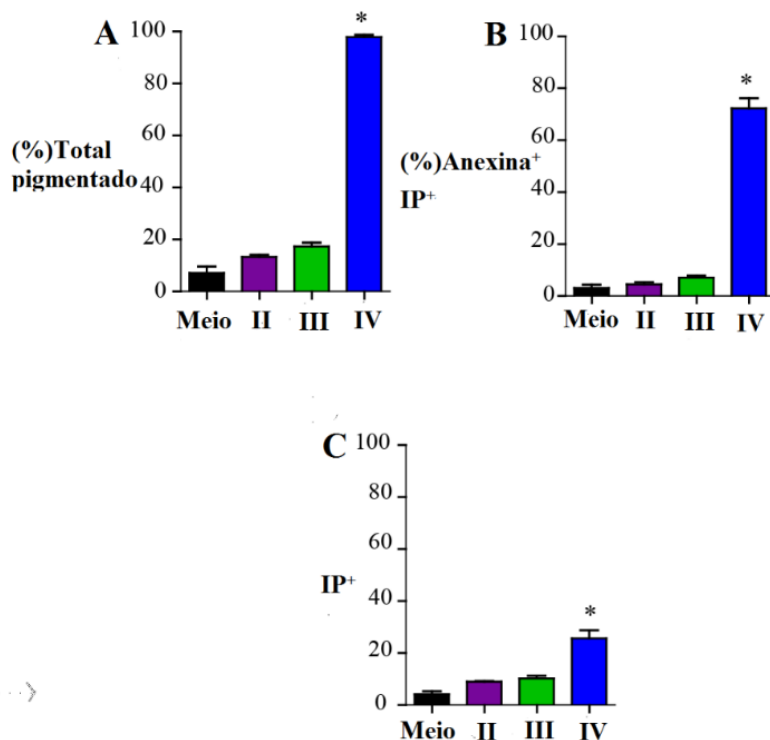 A
100
80
60
40
20
0
(%)Total
pigmentado
*
Meio II III IV
B
100
80
60
40
20
0
(%)Anexina⁺
IP⁺
*
Meio II III IV
C
100
80
60
40
20
0
IP⁺
*
Meio II III IV